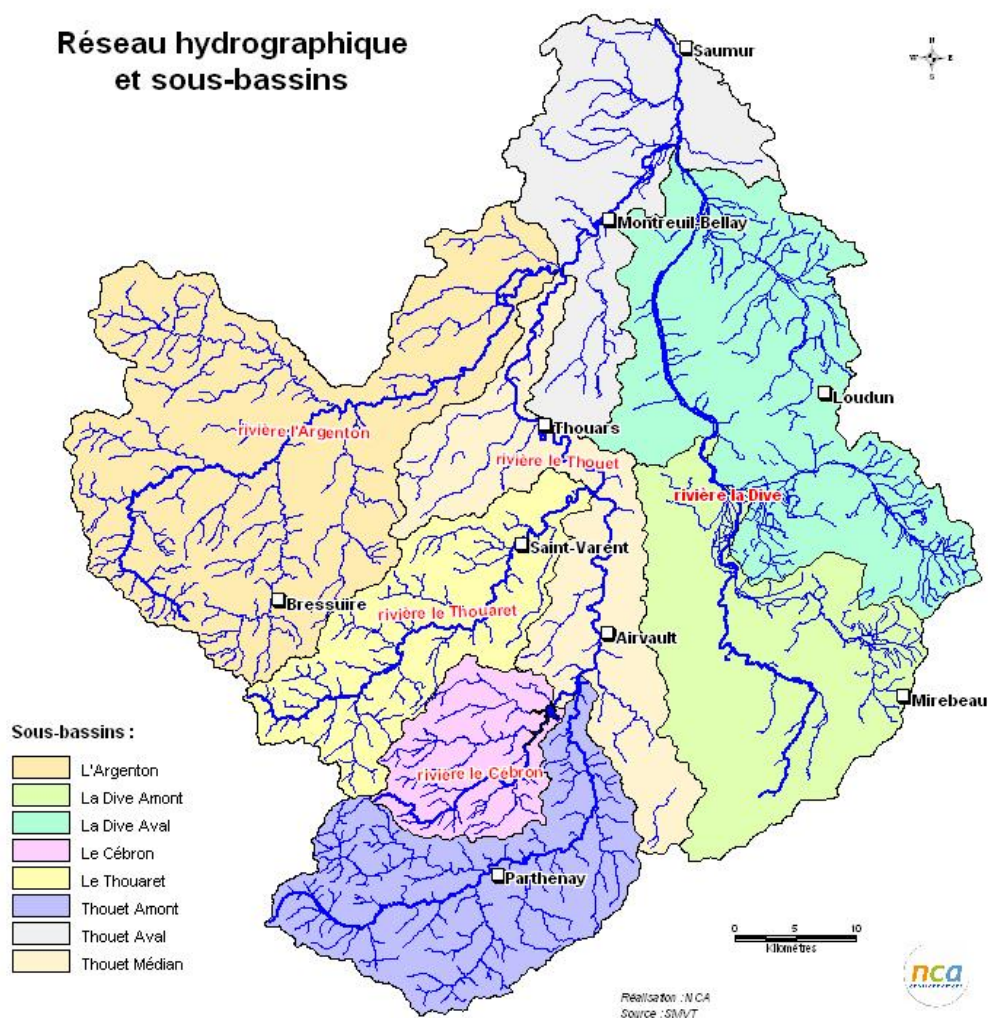 Réseau hydrographique
et sous-bassins
N
W E
S
Saumur
Montreuil-Bellay
Loudun
rivière l'Argenton
Thouars
rivière le Thouet
rivière la Dive
Saint-Varent
Bressuire
rivière le Thouaret
Airvault
Mirebeau
rivière le Cébron
Parthenay
Sous-bassins :
L'Argenton
La Dive Amont
La Dive Aval
Le Cébron
Le Thouaret
Thouet Amont
Thouet Aval
Thouet Médian
0 5 10
Kilomètres
nca
Réalisation : NCA
Source : SMVT